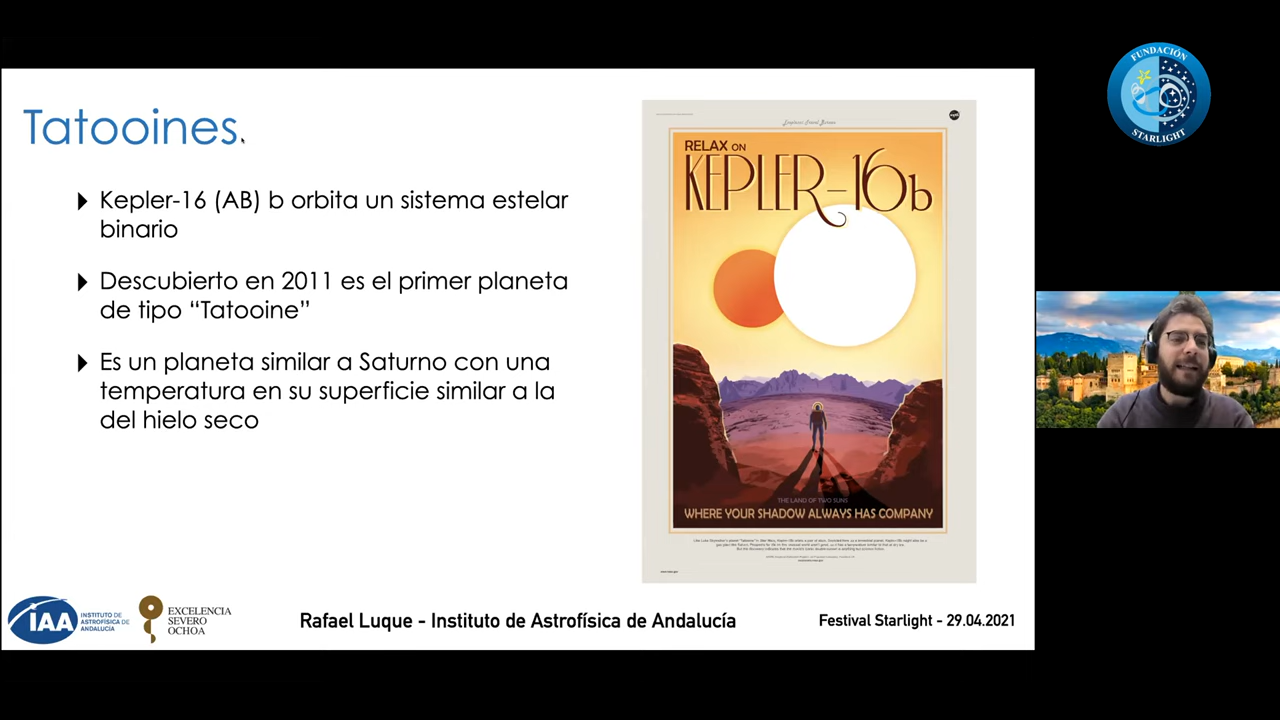 FUNDACIÓN
STARLIGHT
Tatooines
Kepler-16 (AB) b orbita un sistema estelar
binario
Descubierto en 2011 es el primer planeta
de tipo “Tatooine”
Es un planeta similar a Saturno con una
temperatura en su superficie similar a la
del hielo seco
RELAX ON
KEPLER-16b
THE LAND OF TWO SUNS
WHERE YOUR SHADOW ALWAYS HAS COMPANY
IAA
INSTITUTO DE
ASTROFÍSICA DE
ANDALUCÍA
EXCELENCIA
SEVERO
OCHOA
Rafael Luque - Instituto de Astrofísica de Andalucía
Festival Starlight - 29.04.2021